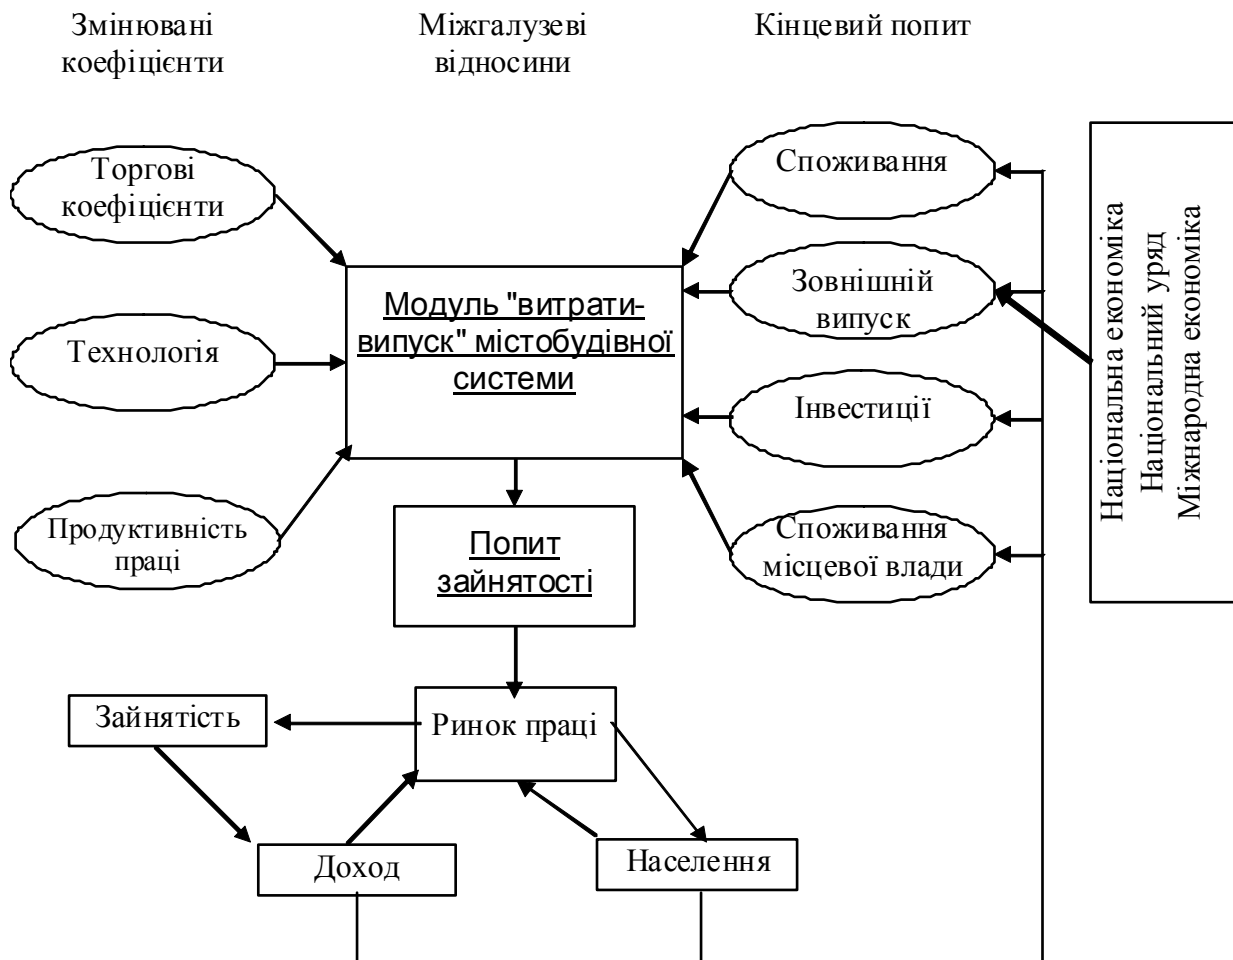 Змінювані
коефіцієнти
Міжгалузеві
відносини
Кінцевий попит
Торгові
коефіцієнти
Технологія
Продуктивність
праці
Модуль "витрати-
випуск" містобудівної
системи
Попит
зайнятості
Споживання
Зовнішній
випуск
Інвестиції
Споживання
місцевої влади
Національна економіка
Національний уряд
Міжнародна економіка
Зайнятість
Ринок праці
Доход
Населення